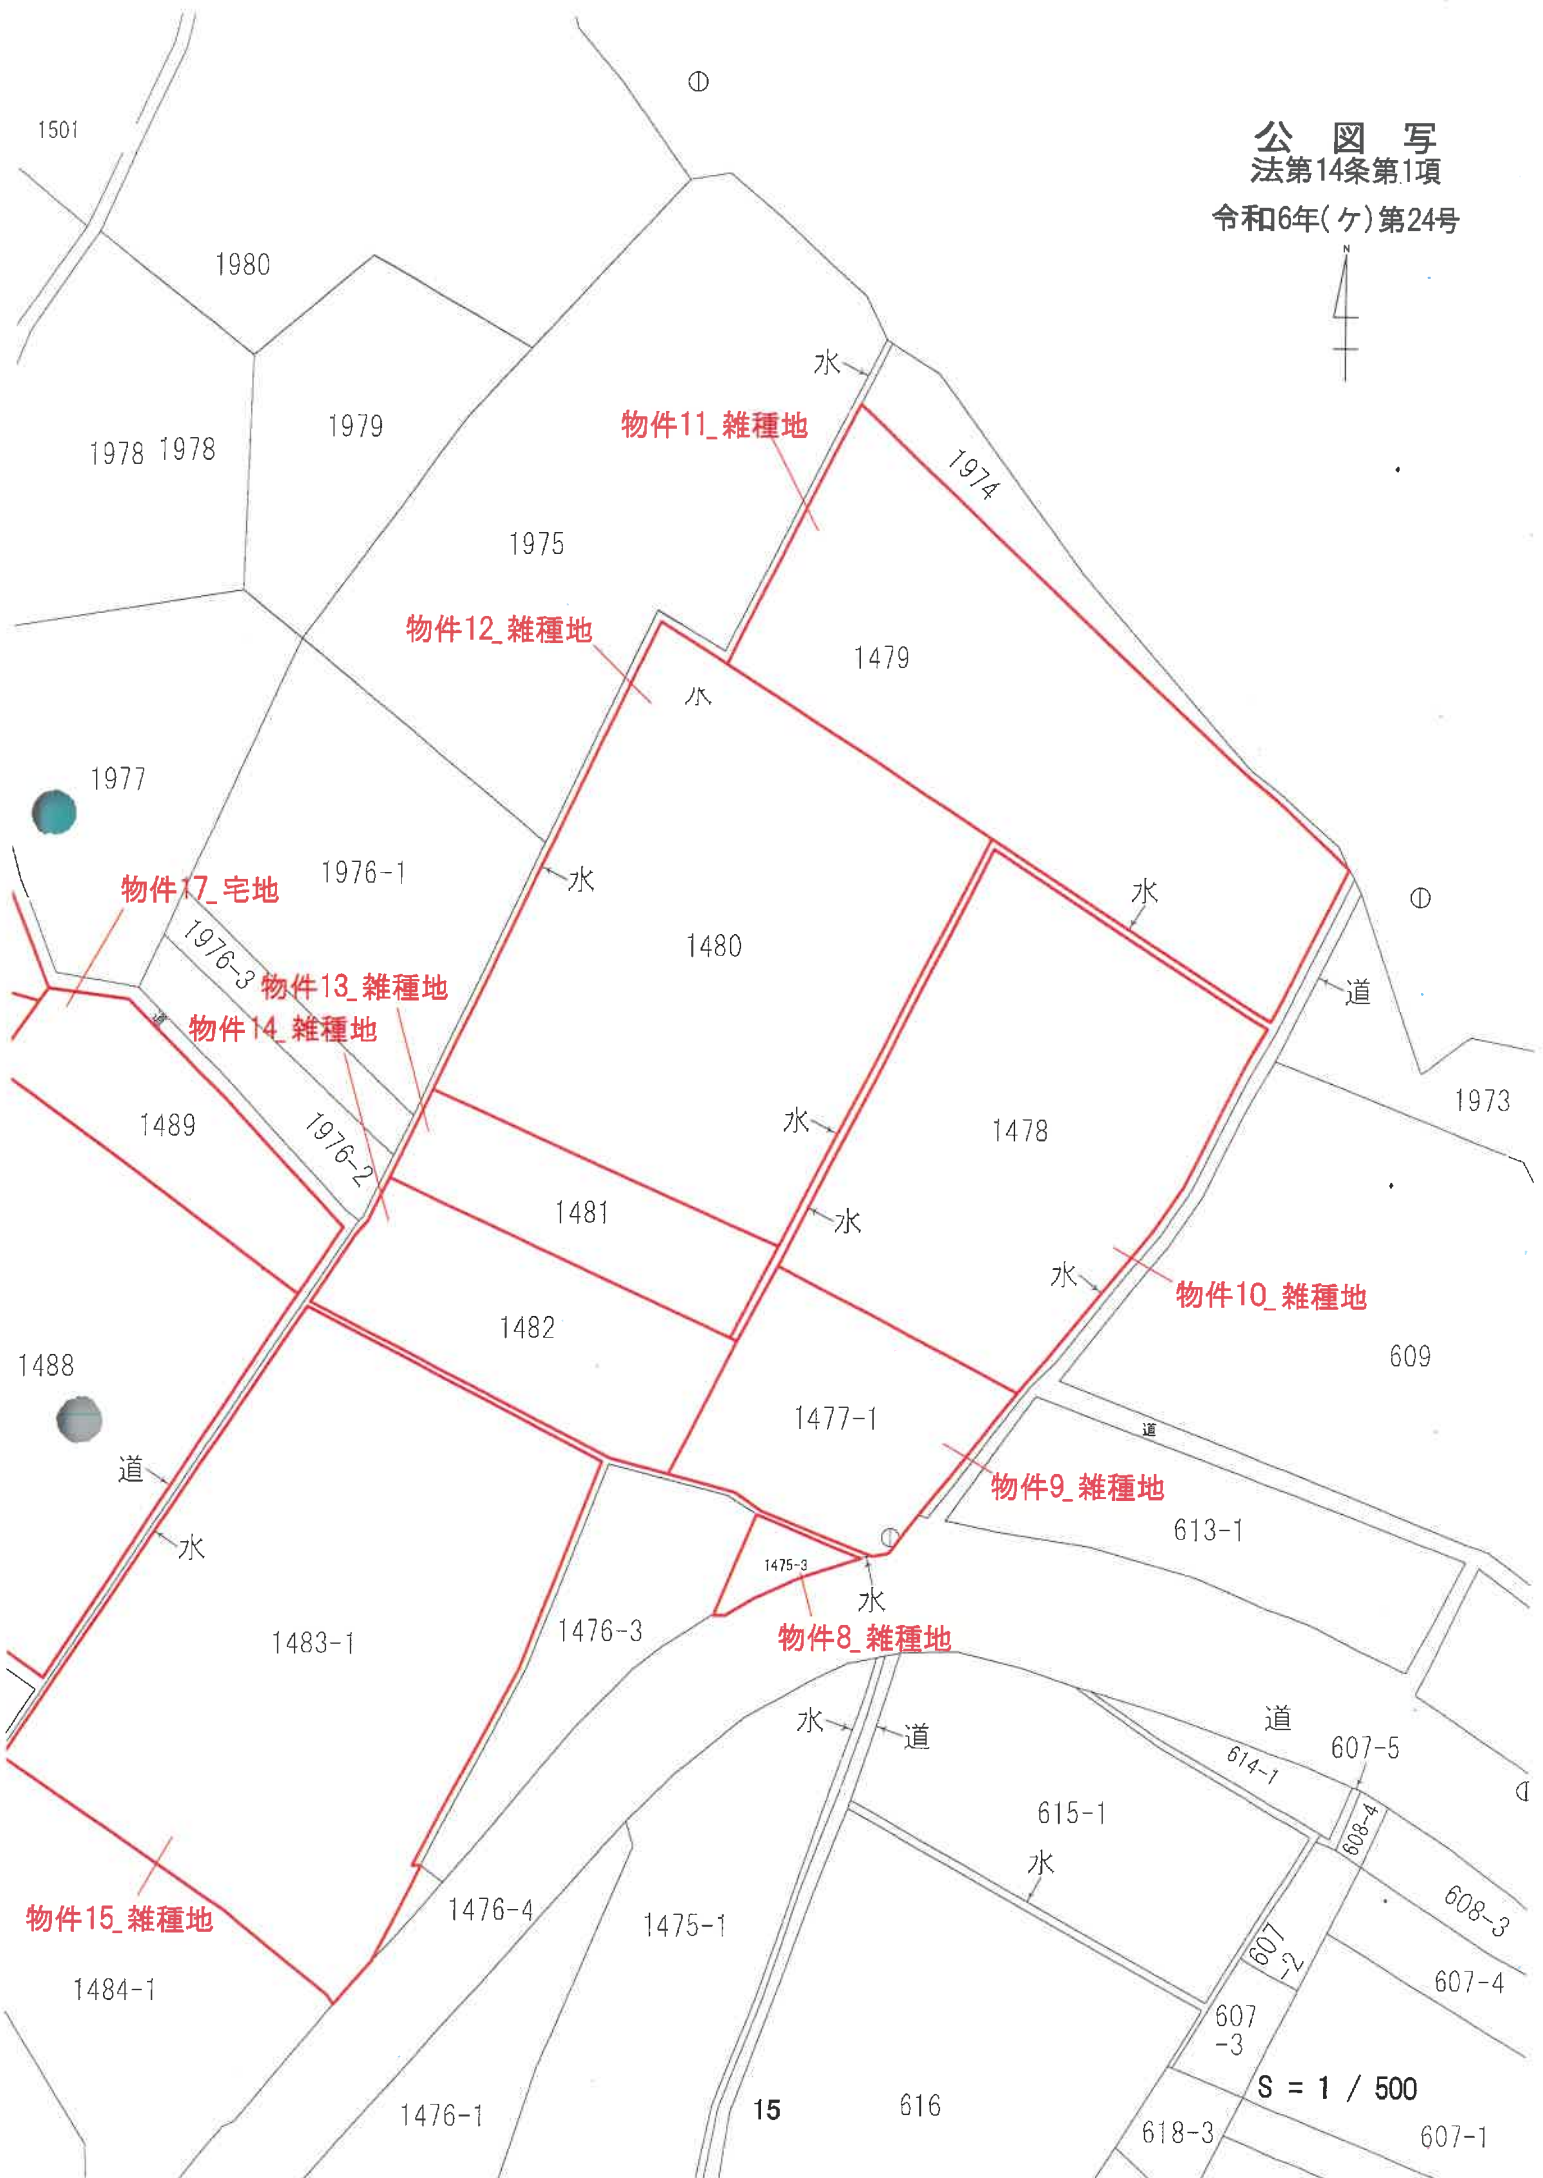 公図写
法第14条第1項
令和6年(ケ)第24号
N
1501
1980
水
1979
物件11_雑種地
1978 1978
1974
1975
物件12_雑種地
1479
水
1977
1976-1
水
物件17_宅地
水
1976-3
1480
物件13_雑種地
道
物件14_雑種地
道
1489
1973
水
1478
1976-2
1481
水
水
物件10_雑種地
1482
609
1488
1477-1
道
道
物件9_雑種地
613-1
水
1475-3
水
1476-3
1483-1
物件8_雑種地
水
道
道
607-5
614-1
615-1
608-4
水
1476-4
608-3
物件15_雑種地
1475-1
607-2
1484-1
607-4
607-3
S = 1 / 500
15
616
1476-1
618-3
607-1